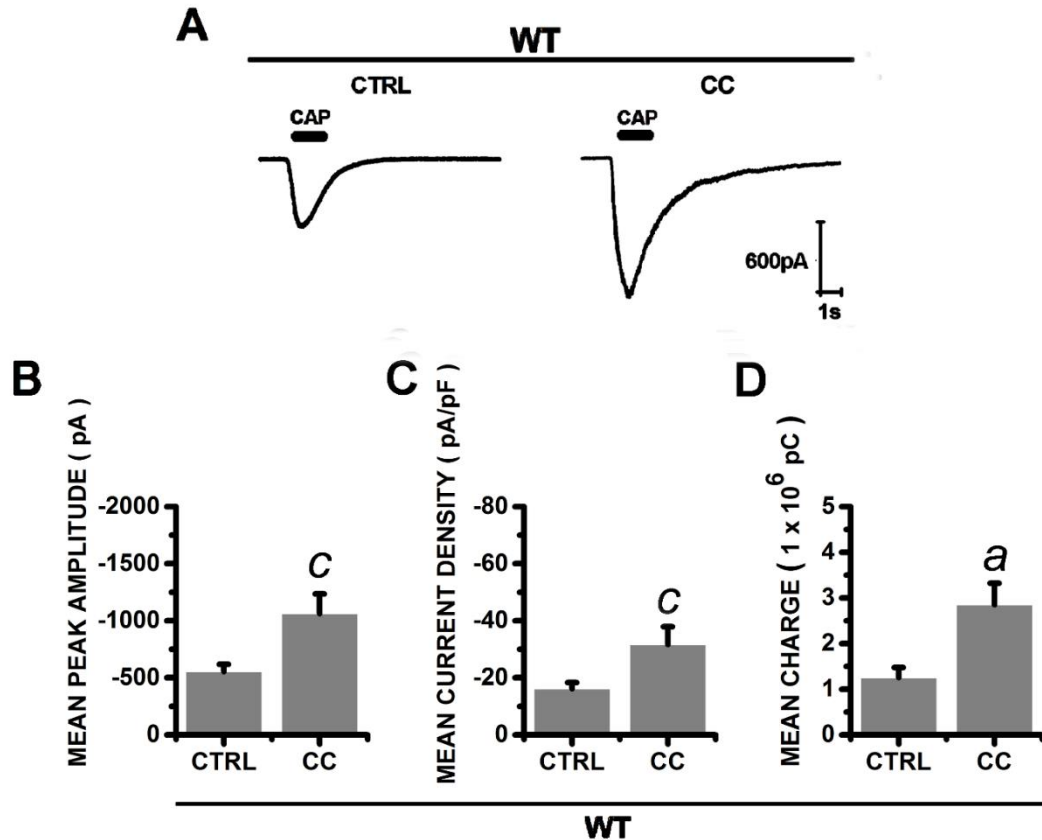 A
WT
CTRL
CC
CAP
CAP
600pA
1s
B
MEAN PEAK AMPLITUDE ( pA )
-2000
-1500
-1000
-500
0
C
CTRL
CC
C
MEAN CURRENT DENSITY ( pA/pF )
-80
-60
-40
-20
0
C
CTRL
CC
D
MEAN CHARGE ( 1 x 10⁶ pC )
5
4
3
2
1
0
a
CTRL
CC
WT